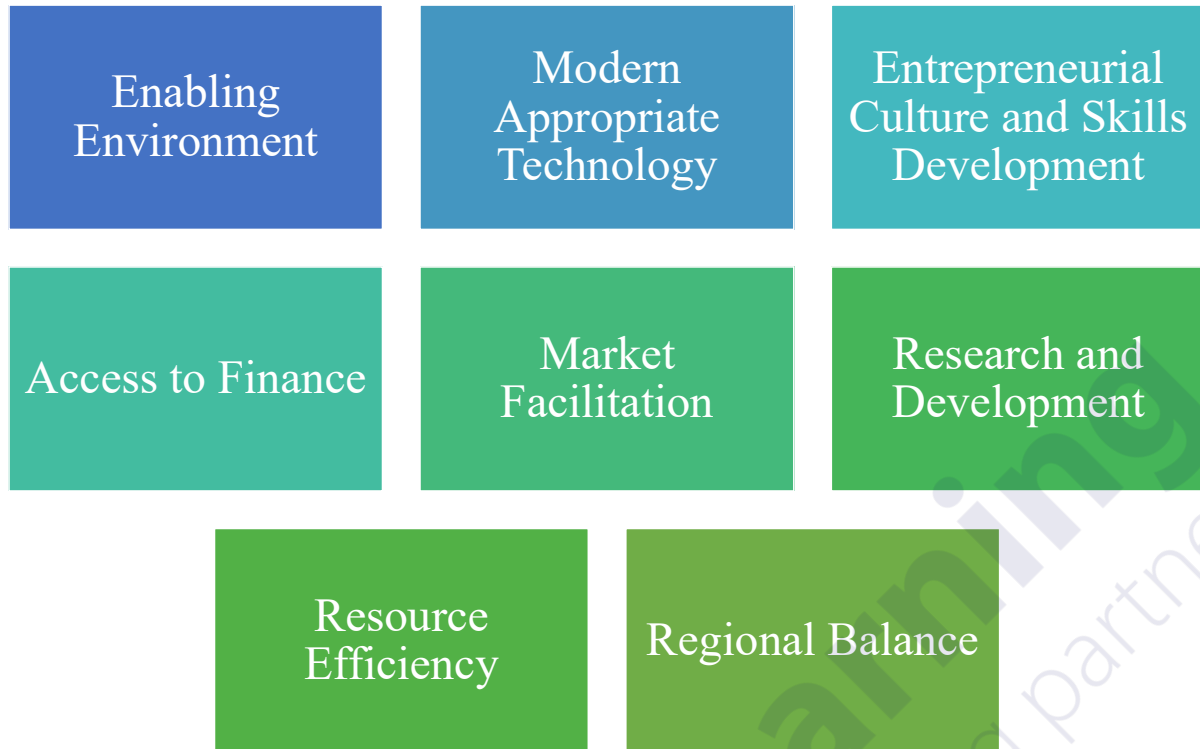 Enabling
Environment
Modern
Appropriate
Technology
Entrepreneurial
Culture and Skills
Development
Access to Finance
Market
Facilitation
Research and
Development
Resource
Efficiency
Regional Balance